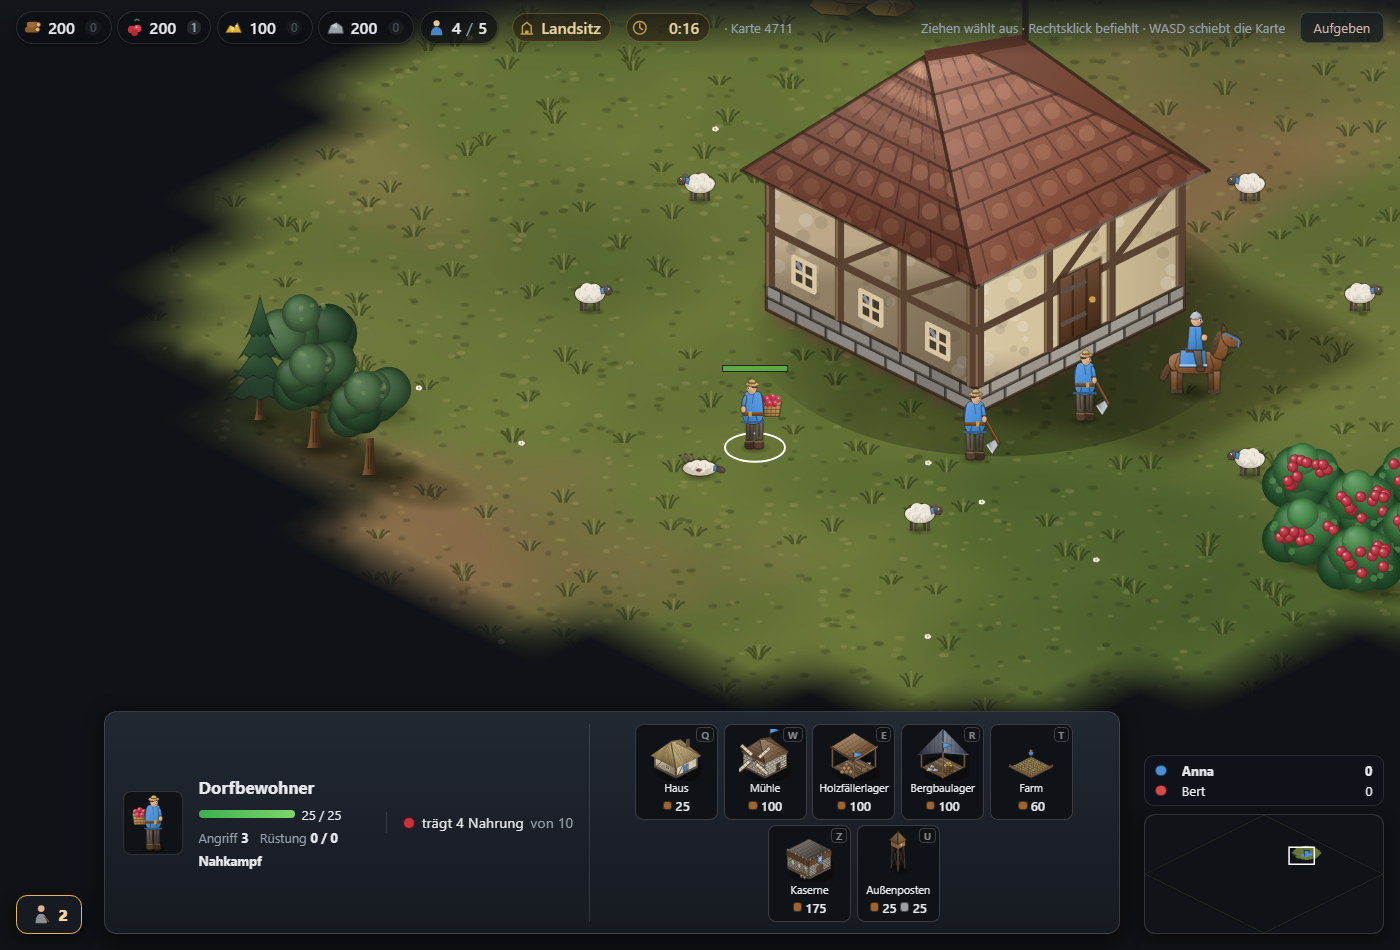 200 0 200 1 100 0 200 0 4 / 5 Landsitz 0:16 · Karte 4711 Ziehen wählt aus · Rechtsklick befiehlt · WASD schiebt die Karte Aufgeben
Dorfbewohner
25 / 25
Angriff 3 Rüstung 0 / 0
Nahkampf
trägt 4 Nahrung von 10
Q
Haus
25
W
Mühle
100
E
Holzfällerlager
100
R
Bergbaulager
100
T
Farm
60
Z
Kaserne
175
U
Außenposten
25 25
Anna 0
Bert 0
2